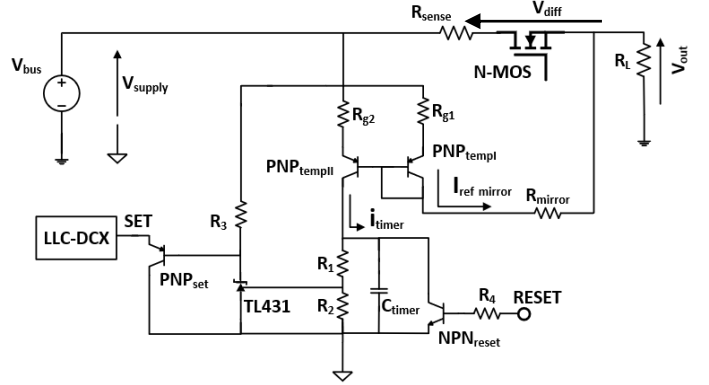 R_sense
V_diff
V_bus
V_supply
N-MOS
R_L
V_out
R_g2
R_g1
PNP_tempII
PNP_tempI
I_ref mirror
R_mirror
i_timer
R_3
SET
LLC-DCX
PNP_set
TL431
R_1
R_2
C_timer
R_4
RESET
NPN_reset